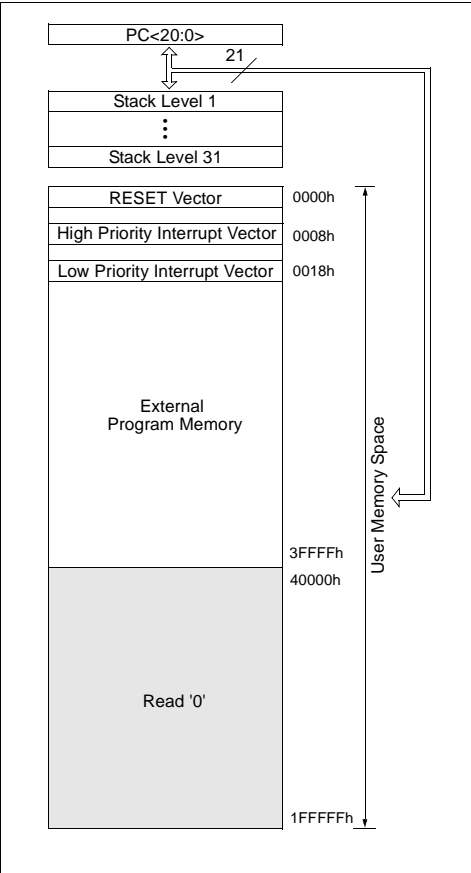 PC<20:0>
21
Stack Level 1
Stack Level 31
RESET Vector
0000h
High Priority Interrupt Vector
0008h
Low Priority Interrupt Vector
0018h
External
Program Memory
User Memory Space
3FFFFh
40000h
Read '0'
1FFFFFh